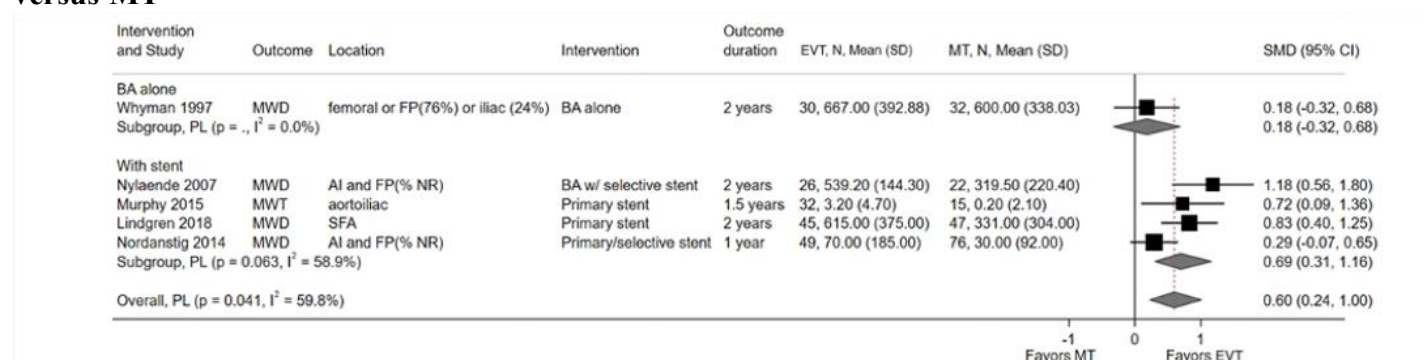 versus MT
Intervention and Study Outcome Location Intervention Outcome duration EVT, N, Mean (SD) MT, N, Mean (SD) SMD (95% CI)
BA alone
Whyman 1997 MWD femoral or FP(76%) or iliac (24%) BA alone 2 years 30, 667.00 (392.88) 32, 600.00 (338.03) 0.18 (-0.32, 0.68)
Subgroup, PL (p = ., I² = 0.0%) 0.18 (-0.32, 0.68)
With stent
Nylaende 2007 MWD AI and FP(% NR) BA w/ selective stent 2 years 26, 539.20 (144.30) 22, 319.50 (220.40) 1.18 (0.56, 1.80)
Murphy 2015 MWT aortoiliac Primary stent 1.5 years 32, 3.20 (4.70) 15, 0.20 (2.10) 0.72 (0.09, 1.36)
Lindgren 2018 MWD SFA Primary stent 2 years 45, 615.00 (375.00) 47, 331.00 (304.00) 0.83 (0.40, 1.25)
Nordanstig 2014 MWD AI and FP(% NR) Primary/selective stent 1 year 49, 70.00 (185.00) 76, 30.00 (92.00) 0.29 (-0.07, 0.65)
Subgroup, PL (p = 0.063, I² = 58.9%) 0.69 (0.31, 1.16)
Overall, PL (p = 0.041, I² = 59.8%) 0.60 (0.24, 1.00)
-1 0 1
Favors MT Favors EVT